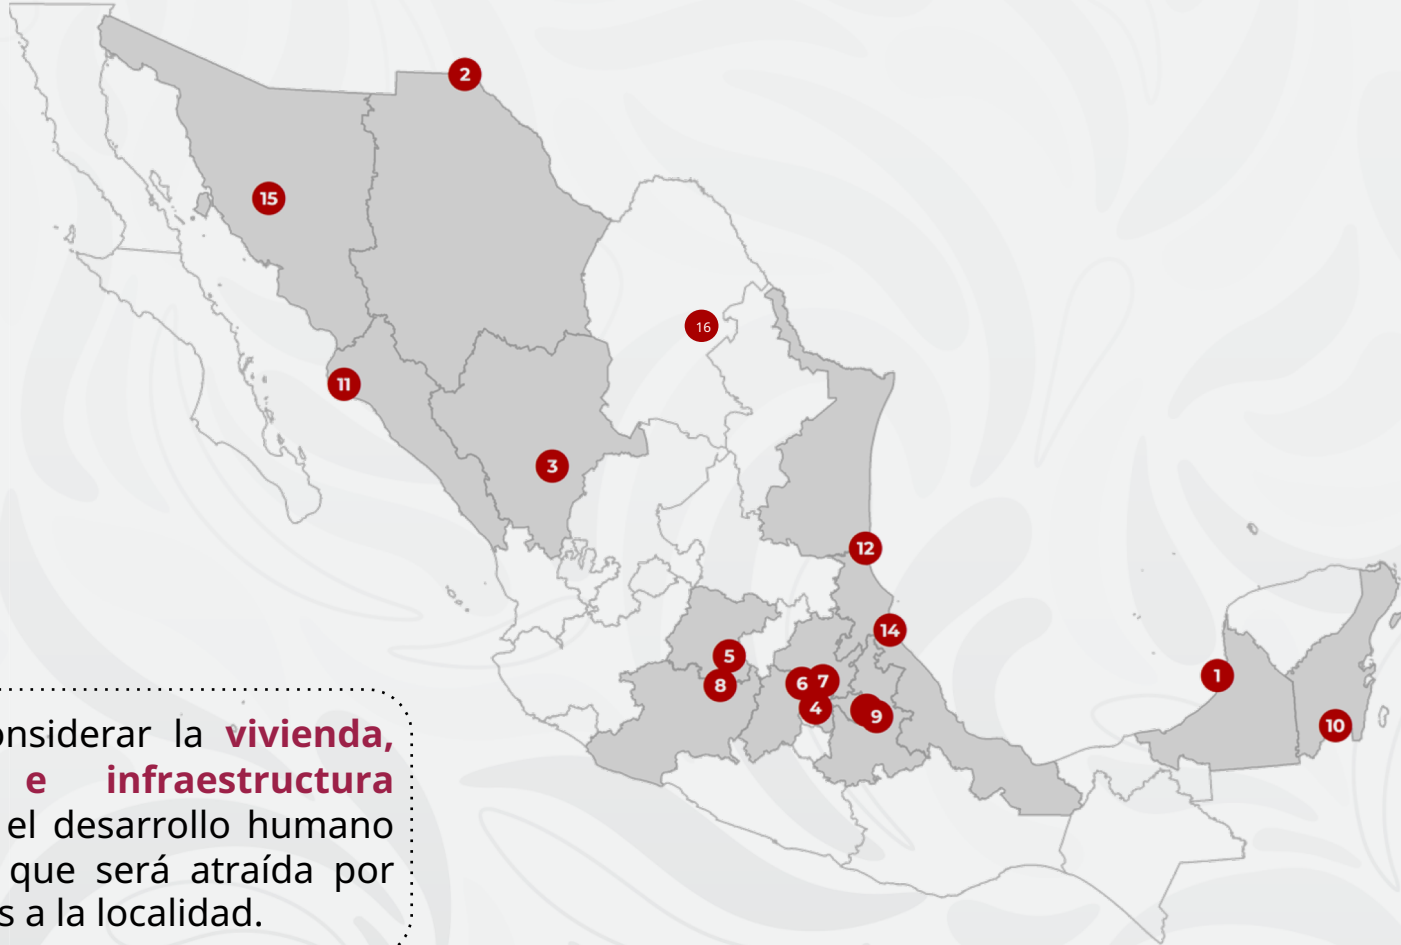 2
15
16
11
3
12
14
5
1
6 7
8
4
9
10
onsiderar la vivienda,
e infraestructura
el desarrollo humano
que será atraída por
s a la localidad.